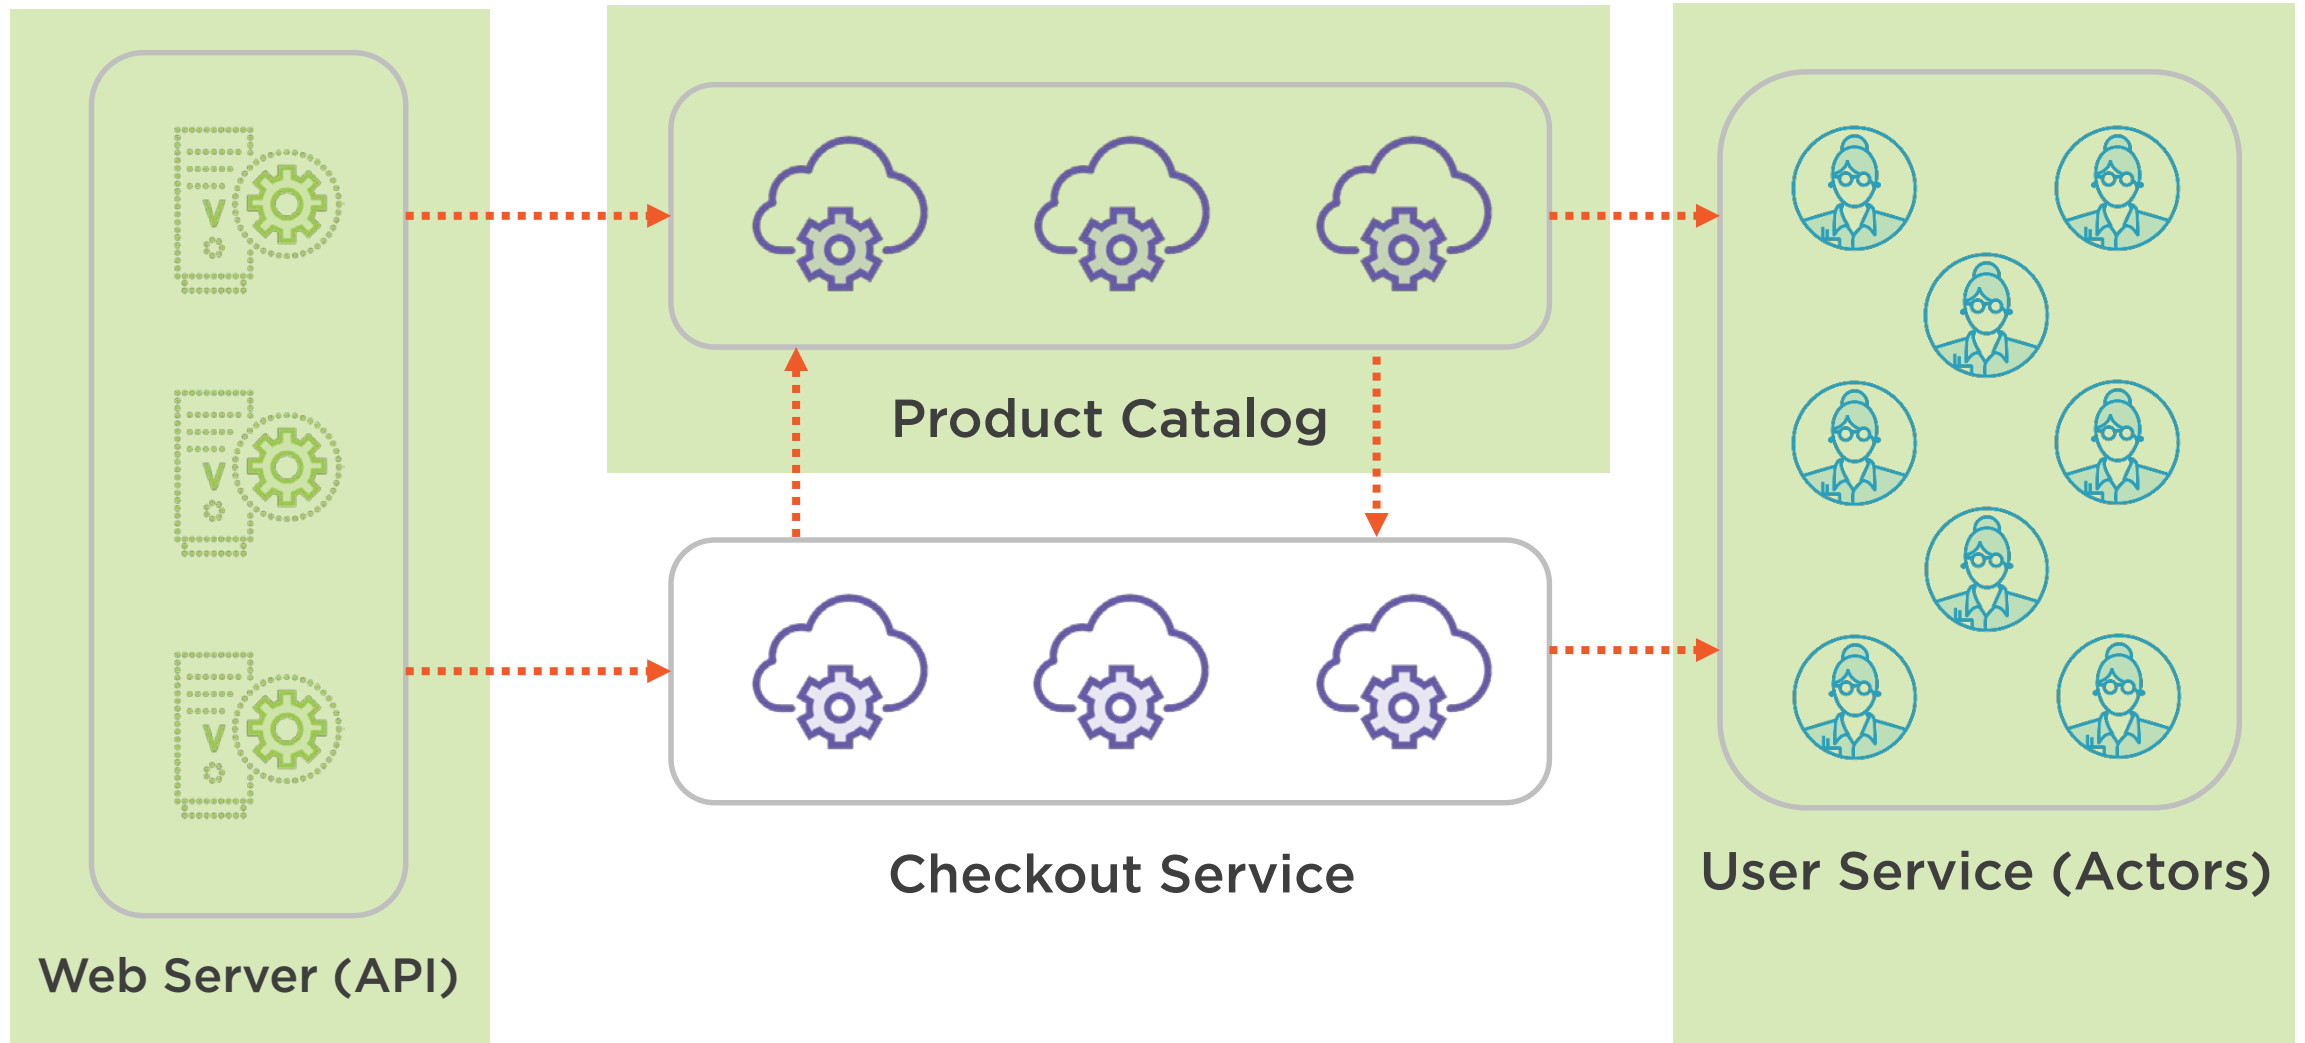 Product Catalog
Checkout Service
User Service (Actors)
Web Server (API)